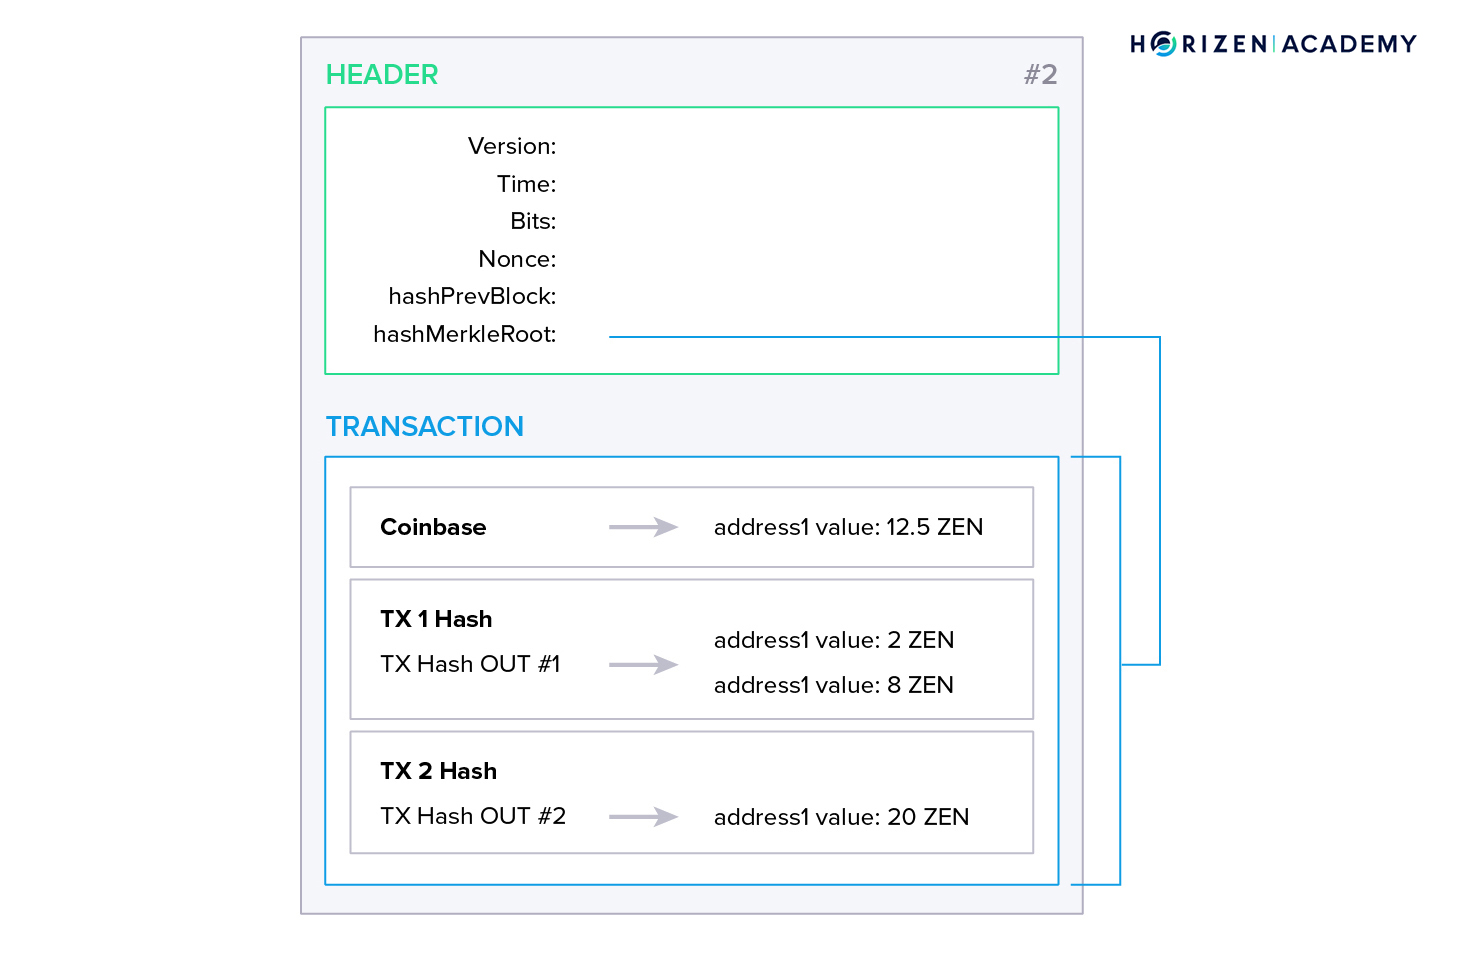 HORIZEN | ACADEMY
HEADER #2
Version:
Time:
Bits:
Nonce:
hashPrevBlock:
hashMerkleRoot:
TRANSACTION
Coinbase address1 value: 12.5 ZEN
TX 1 Hash
address1 value: 2 ZEN
TX Hash OUT #1
address1 value: 8 ZEN
TX 2 Hash
TX Hash OUT #2 address1 value: 20 ZEN